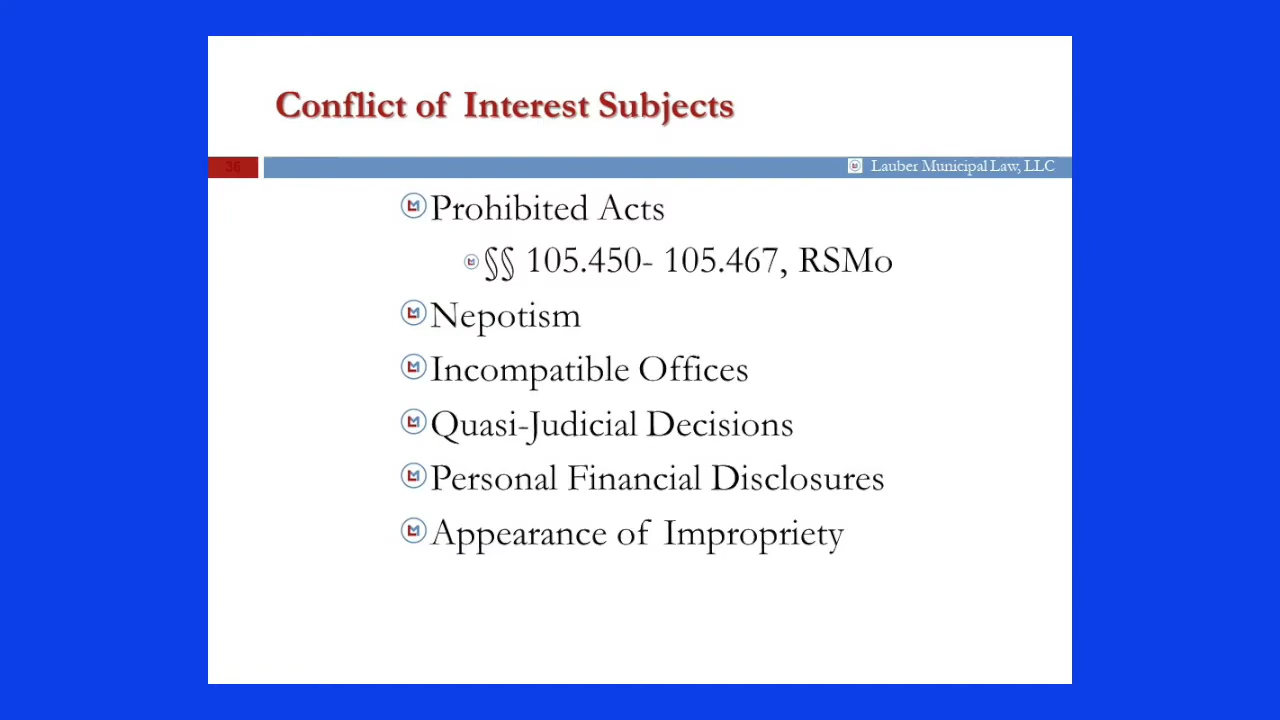 Conflict of Interest Subjects
36
Lauber Municipal Law, LLC
Prohibited Acts
§§ 105.450- 105.467, RSMo
Nepotism
Incompatible Offices
Quasi-Judicial Decisions
Personal Financial Disclosures
Appearance of Impropriety